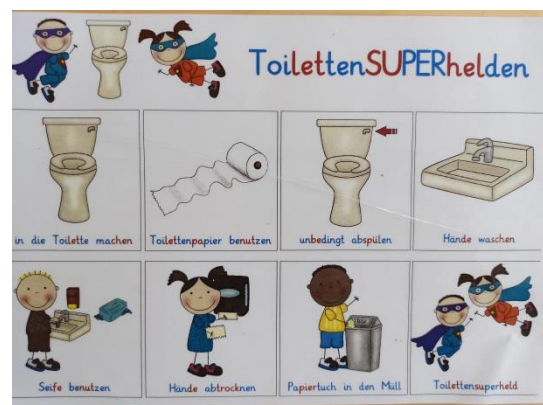 ToilettenSUPERhelden
in die Toilette machen
Toilettenpapier benutzen
unbedingt abspülen
Hände waschen
Seife benutzen
Hände abtrocknen
Papiertuch in den Müll
Toilettensuperheld